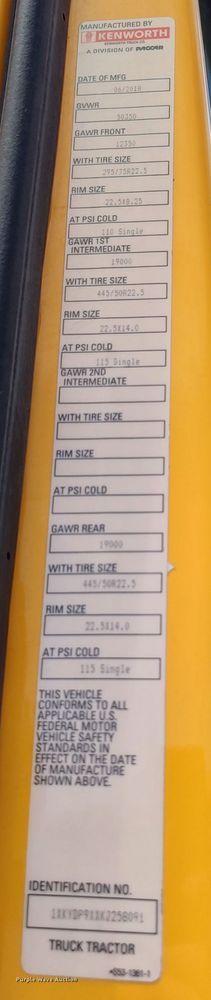 MANUFACTURED BY
KENWORTH
KENWORTH TRUCK CO.
A DIVISION OF PACCAR
DATE OF MFG
06/2018
GVWR
50350
GAWR FRONT
12350
WITH TIRE SIZE
295/75R22.5
RIM SIZE
22.5X8.25
AT PSI COLD
110 Single
GAWR 1ST
INTERMEDIATE
19000
WITH TIRE SIZE
445/50R22.5
RIM SIZE
22.5X14.0
AT PSI COLD
115 Single
GAWR 2ND
INTERMEDIATE
WITH TIRE SIZE
RIM SIZE
AT PSI COLD
GAWR REAR
19000
WITH TIRE SIZE
445/50R22.5
RIM SIZE
22.5X14.0
AT PSI COLD
115 Single
THIS VEHICLE
CONFORMS TO ALL
APPLICABLE U.S.
FEDERAL MOTOR
VEHICLE SAFETY
STANDARDS IN
EFFECT ON THE DATE
OF MANUFACTURE
SHOWN ABOVE.
IDENTIFICATION NO.
1XKYDP9XXKJ258091
TRUCK TRACTOR
Purple Wave Auction